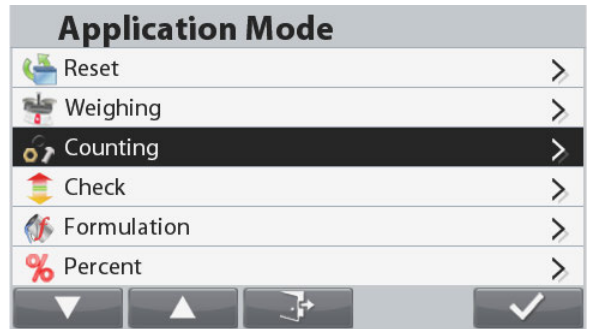 Application Mode
Reset
Weighing
Counting
Check
Formulation
Percent